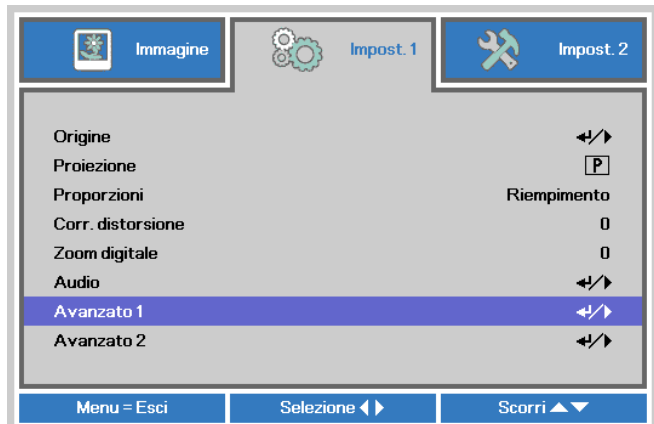 Immagine
Impost. 1
Impost. 2
Origine
Proiezione P
Proporzioni Riempimento
Corr. distorsione 0
Zoom digitale 0
Audio
Avanzato 1
Avanzato 2
Menu = Esci
Selezione
Scorri